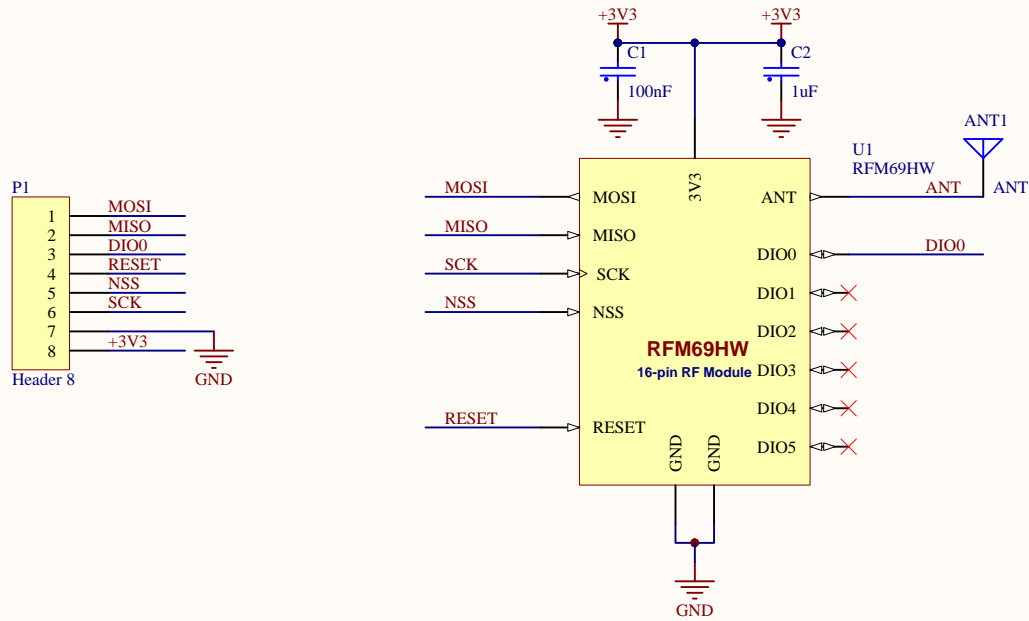 +3V3
+3V3
C1
100nF
C2
1uF
P1
1 MOSI
2 MISO
3 DIO0
4 RESET
5 NSS
6 SCK
7
8 +3V3
Header 8
GND
MOSI
MISO
SCK
NSS
RESET
U1
RFM69HW
ANT1
ANT
ANT
DIO0
3V3
MOSI
MISO
SCK
NSS
RESET
ANT
DIO0
DIO1
DIO2
DIO3
DIO4
DIO5
RFM69HW
16-pin RF Module
GND
GND
GND